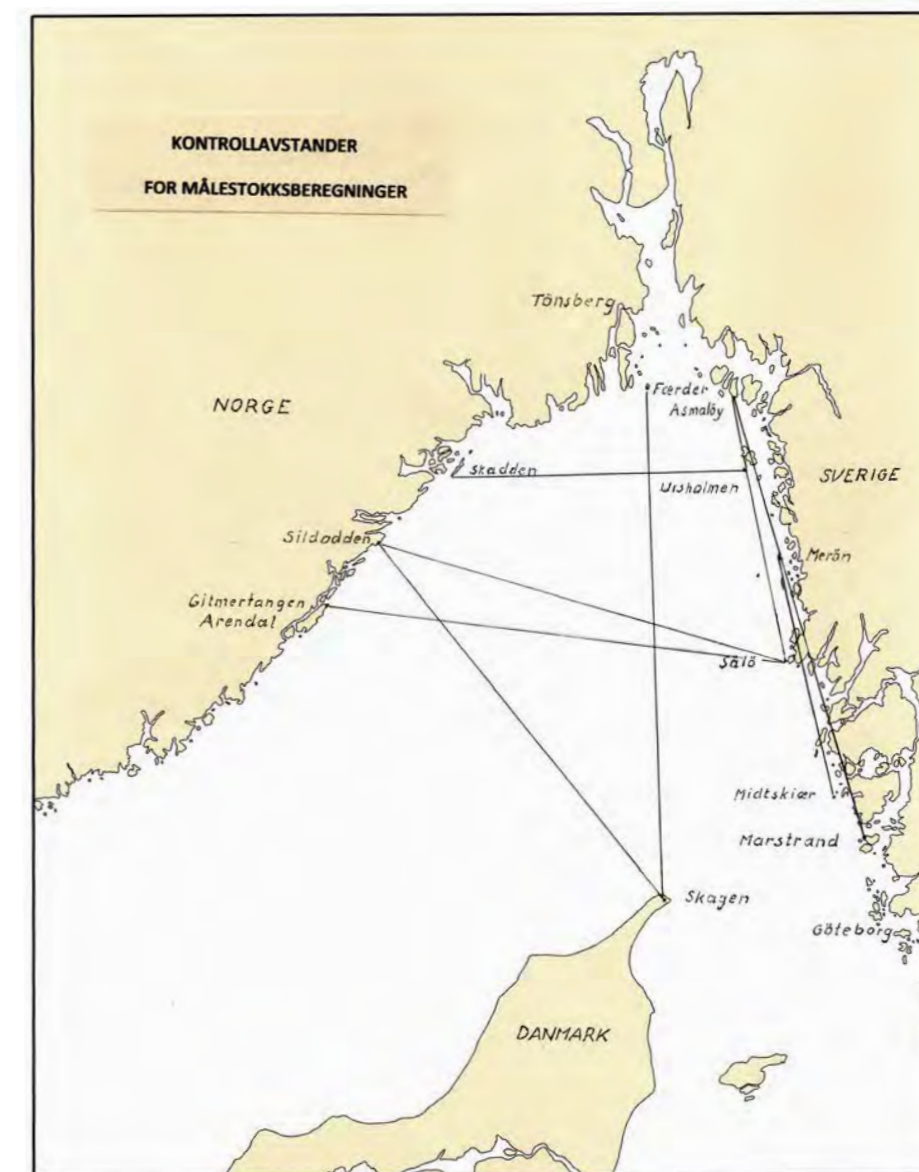 KONTROLLAVSTANDER
FOR MÅLESTOKKSBEREGNINGER
Tönsberg
NORGE
Færder
Asmalöy
Skadden
Ursholmen
SVERIGE
Sildodden
Merön
Gitmertangen
Arendal
Sälö
Midtskiær
Marstrand
Skagen
Göteborg
DANMARK